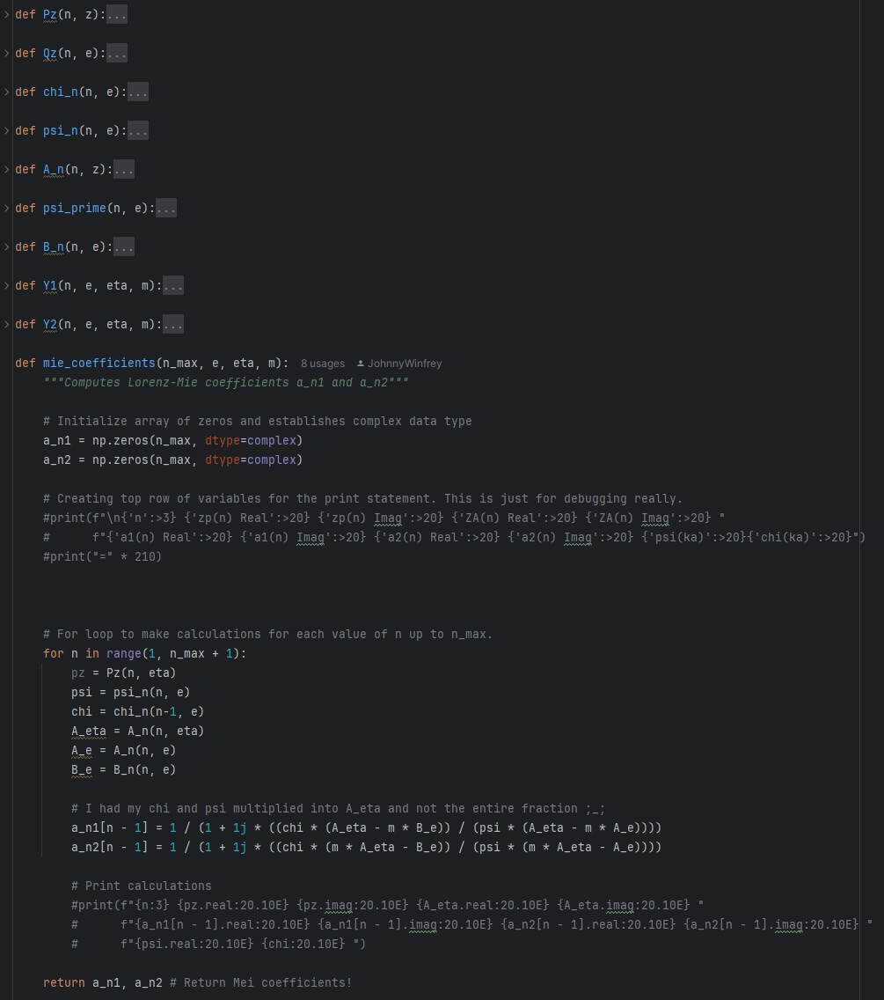 def Pz(n, z):...
def Qz(n, e):...
def chi_n(n, e):...
def psi_n(n, e):...
def A_n(n, z):...
def psi_prime(n, e):...
def B_n(n, e):...
def Y1(n, e, eta, m):...
def Y2(n, e, eta, m):...
def mie_coefficients(n_max, e, eta, m): 8 usages JohnnyWinfrey
    """Computes Lorenz-Mie coefficients a_n1 and a_n2"""
    # Initialize array of zeros and establishes complex data type
    a_n1 = np.zeros(n_max, dtype=complex)
    a_n2 = np.zeros(n_max, dtype=complex)
    # Creating top row of variables for the print statement. This is just for debugging really.
    #print(f"\n{'n':>3} {'zp(n) Real':>20} {'zp(n) Imag':>20} {'ZA(n) Real':>20} {'ZA(n) Imag':>20} "
    #      f"{'a1(n) Real':>20} {'a1(n) Imag':>20} {'a2(n) Real':>20} {'a2(n) Imag':>20} {'psi(ka)':>20}{'chi(ka)':>20}")
    #print("=" * 210)
    # For loop to make calculations for each value of n up to n_max.
    for n in range(1, n_max + 1):
        pz = Pz(n, eta)
        psi = psi_n(n, e)
        chi = chi_n(n-1, e)
        A_eta = A_n(n, eta)
        A_e = A_n(n, e)
        B_e = B_n(n, e)
        # I had my chi and psi multiplied into A_eta and not the entire fraction ;_;
        a_n1[n - 1] = 1 / (1 + 1j * ((chi * (A_eta - m * B_e)) / (psi * (A_eta - m * A_e))))
        a_n2[n - 1] = 1 / (1 + 1j * ((chi * (m * A_eta - B_e)) / (psi * (m * A_eta - A_e))))
        # Print calculations
        #print(f"{n:3} {pz.real:20.10E} {pz.imag:20.10E} {A_eta.real:20.10E} {A_eta.imag:20.10E} "
        #      f"{a_n1[n - 1].real:20.10E} {a_n1[n - 1].imag:20.10E} {a_n2[n - 1].real:20.10E} {a_n2[n - 1].imag:20.10E} "
        #      f"{psi.real:20.10E} {chi:20.10E} ")
    return a_n1, a_n2 # Return Mei coefficients!